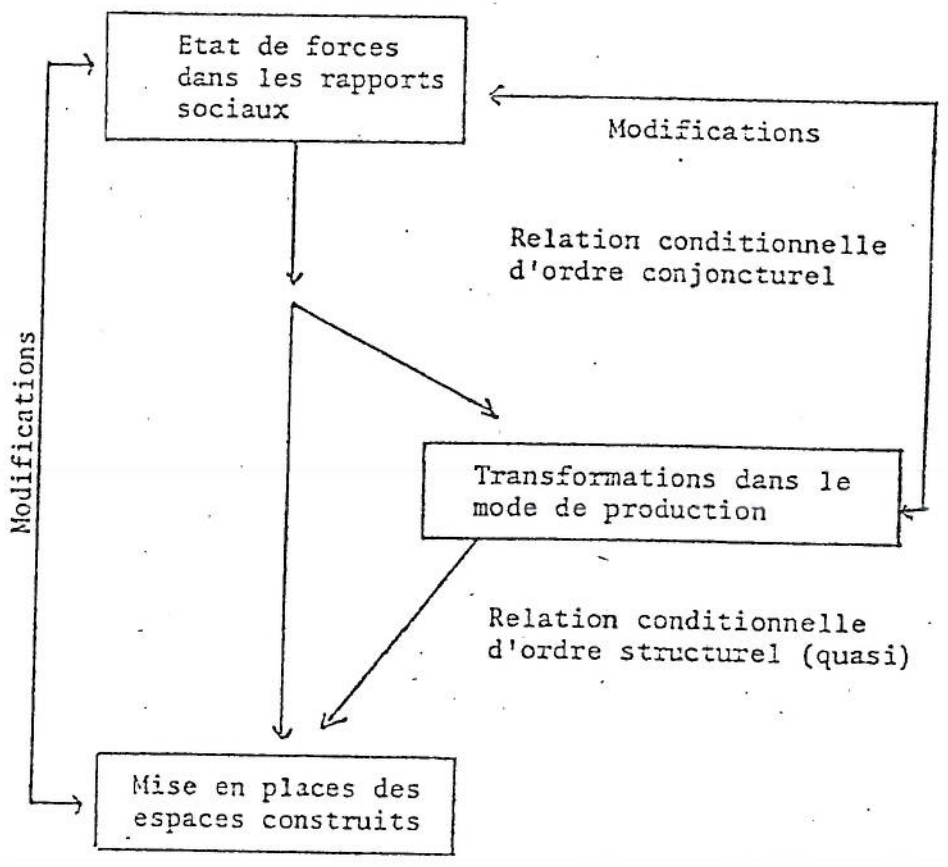 Etat de forces
dans les rapports
sociaux
Modifications
Relation conditionnelle
d'ordre conjoncturel
Modifications
Transformations dans le
mode de production
Relation conditionnelle
d'ordre structurel (quasi)
Mise en places des
espaces construits